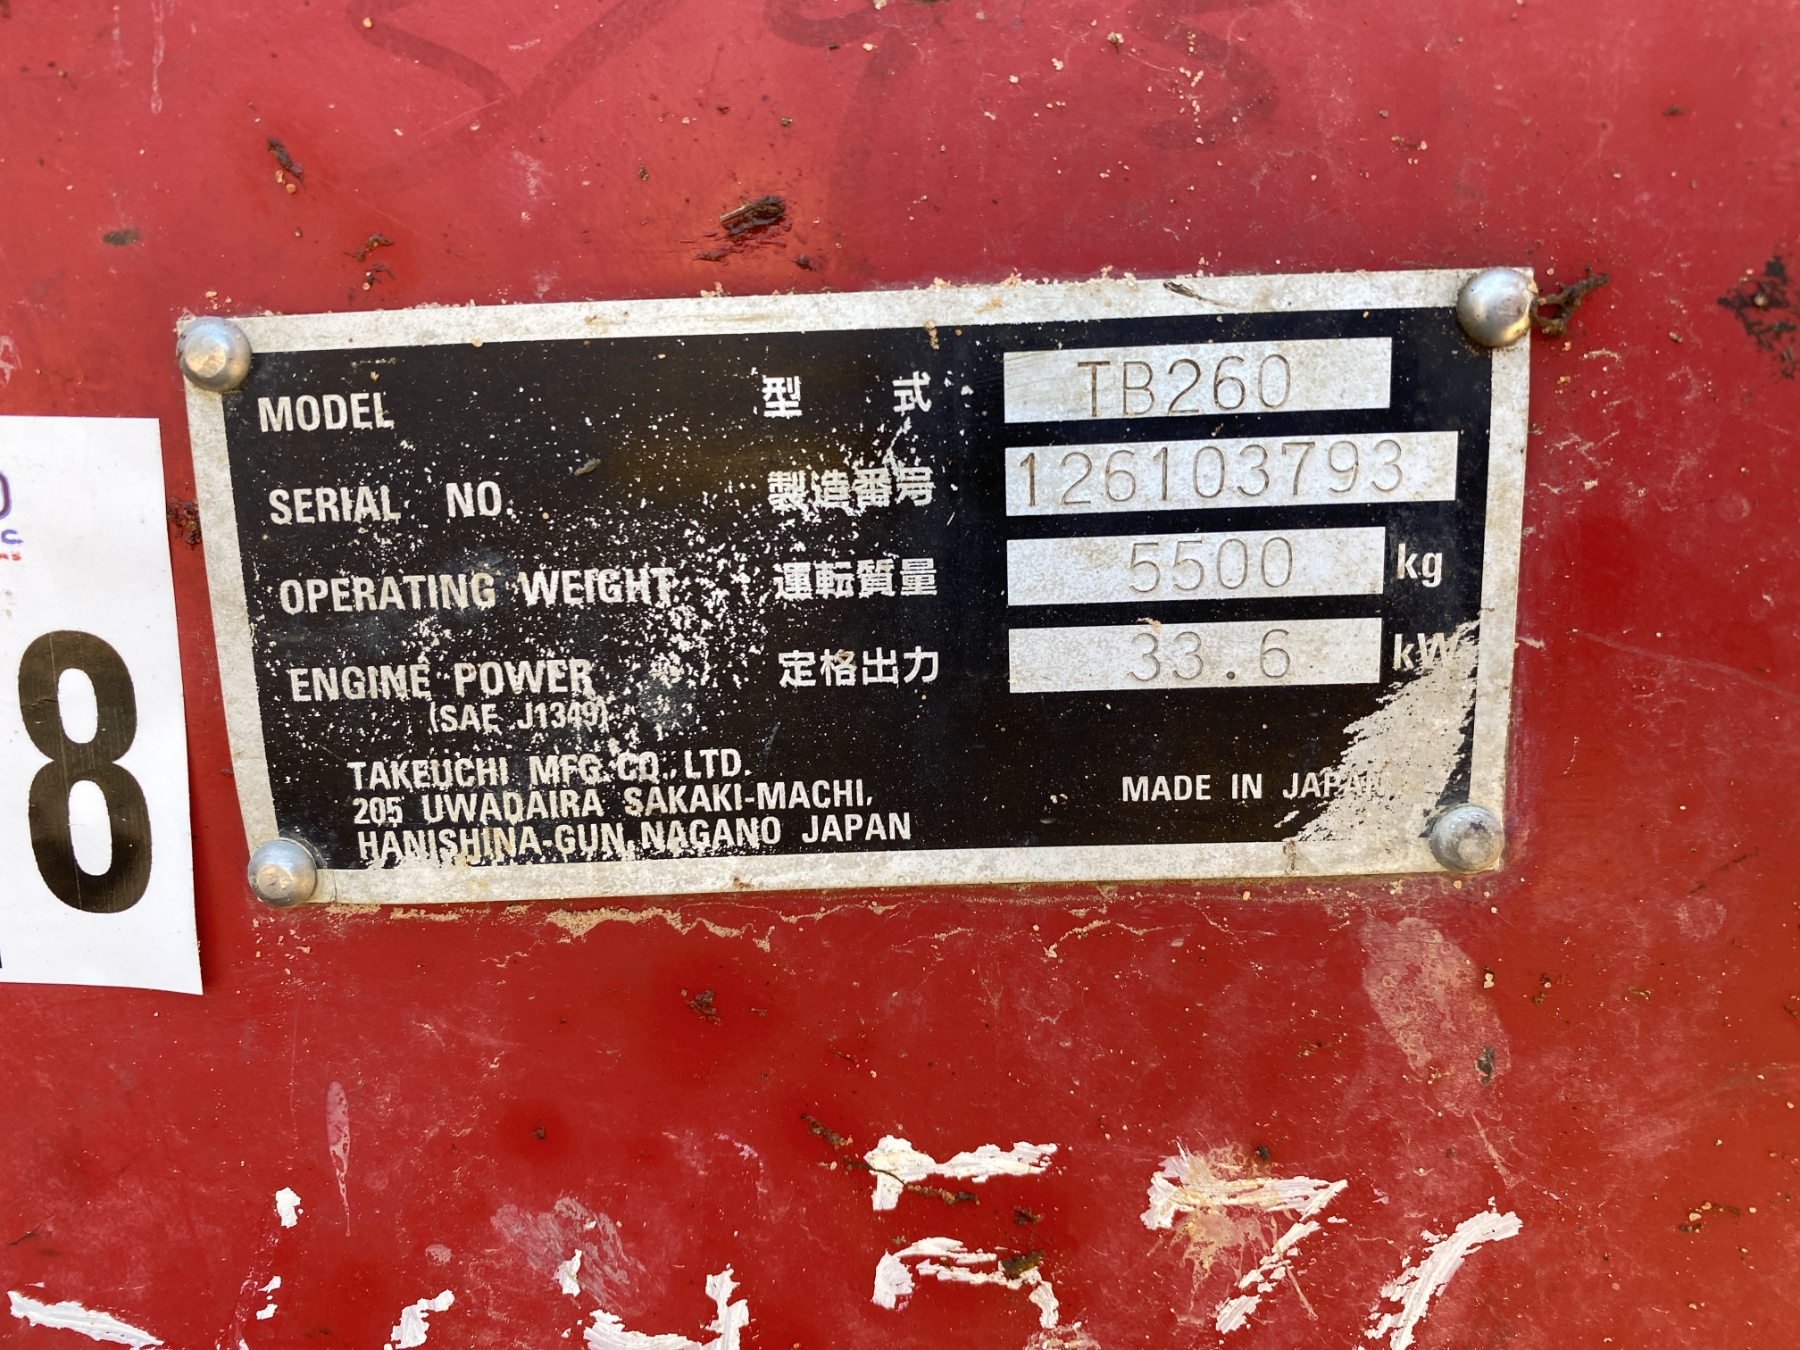 MODEL 型 式 TB260
SERIAL NO. 製造番号 126103793
OPERATING WEIGHT 運転質量 5500 kg
ENGINE POWER 定格出力 33.6 kW
(SAE J1349)
TAKEUCHI MFG.CO.,LTD.
205 UWADAIRA SAKAKI-MACHI,
HANISHINA-GUN,NAGANO JAPAN
MADE IN JAPAN
8